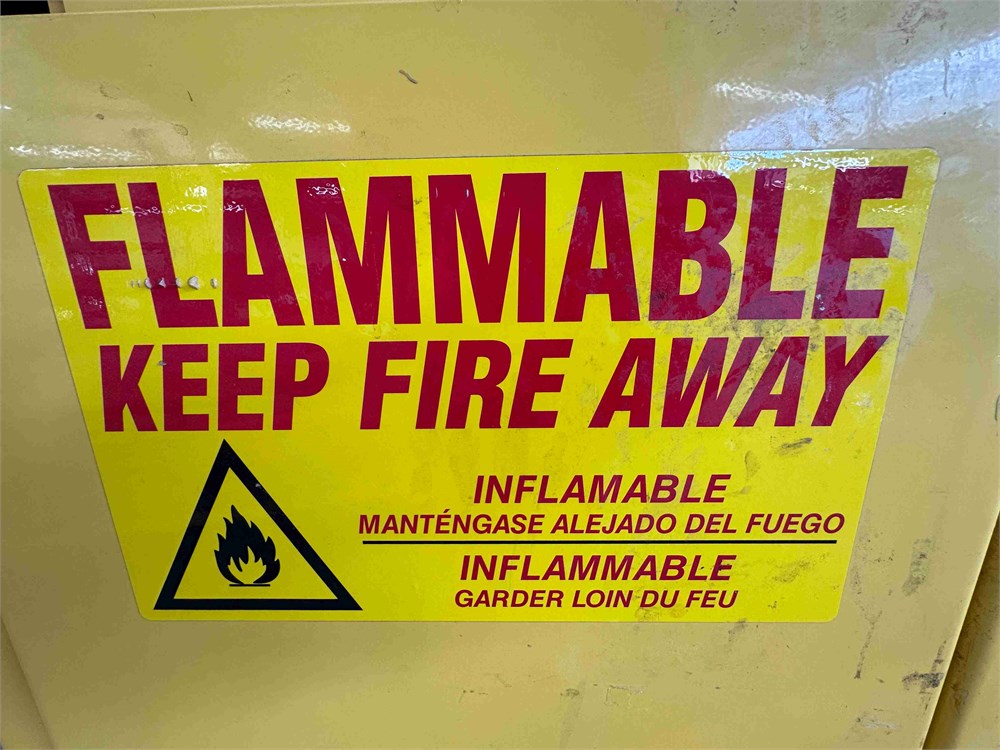 FLAMMABLE
KEEP FIRE AWAY
INFLAMABLE
MANTÉNGASE ALEJADO DEL FUEGO
INFLAMMABLE
GARDER LOIN DU FEU